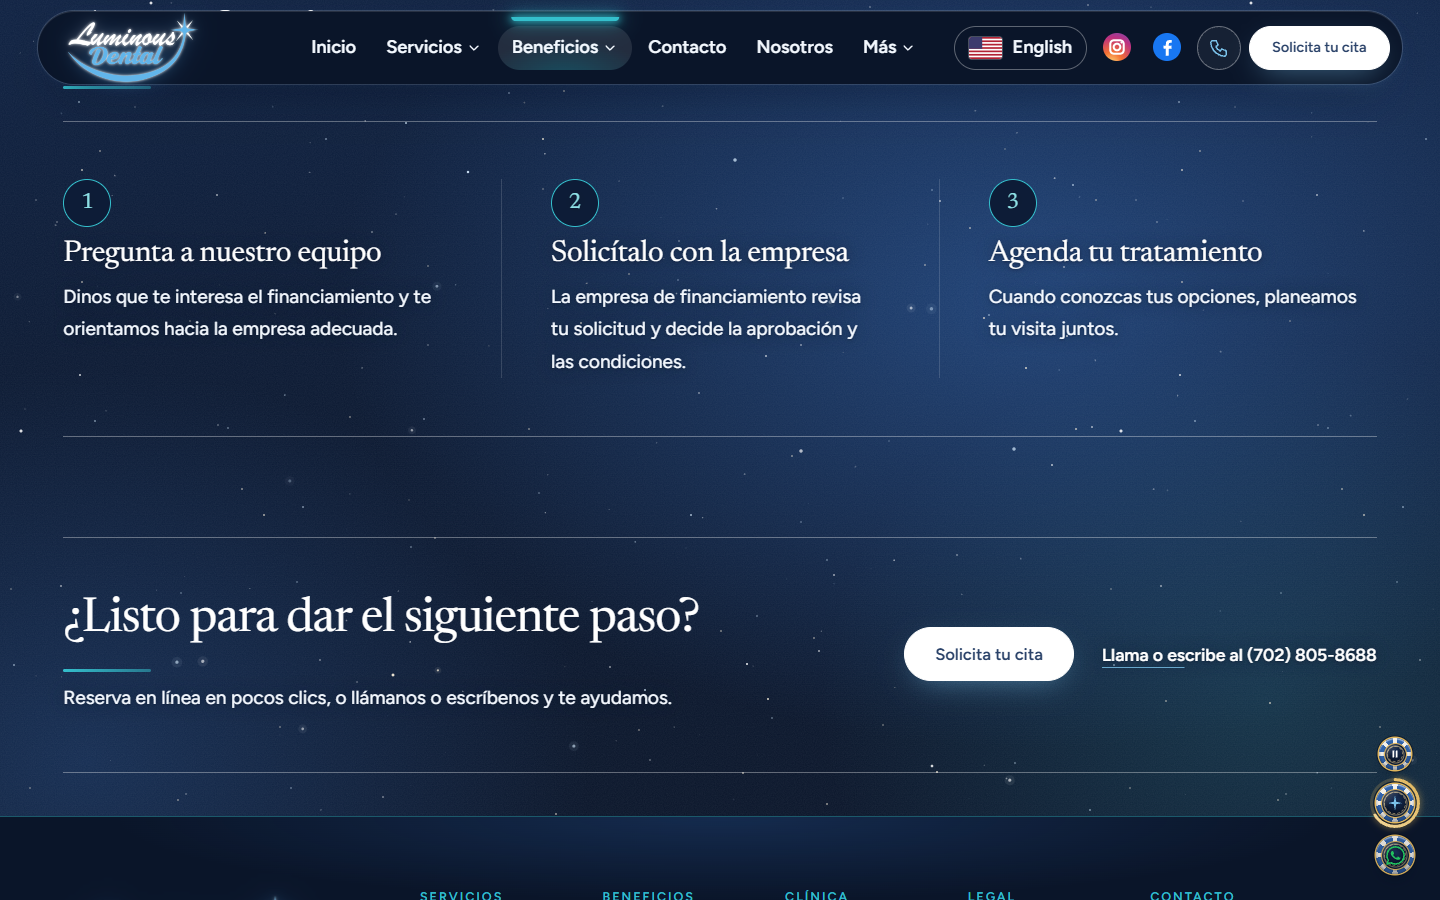 Luminous
Dental
Inicio
Servicios
Beneficios
Contacto
Nosotros
Más
English
Solicita tu cita
1
Pregunta a nuestro equipo
Dinos que te interesa el financiamiento y te
orientamos hacia la empresa adecuada.
2
Solicítalo con la empresa
La empresa de financiamiento revisa
tu solicitud y decide la aprobación y
las condiciones.
3
Agenda tu tratamiento
Cuando conozcas tus opciones, planeamos
tu visita juntos.
¿Listo para dar el siguiente paso?
Reserva en línea en pocos clics, o llámanos o escríbenos y te ayudamos.
Solicita tu cita
Llama o escribe al (702) 805-8688
SERVICIOS
BENEFICIOS
CLÍNICA
LEGAL
CONTACTO